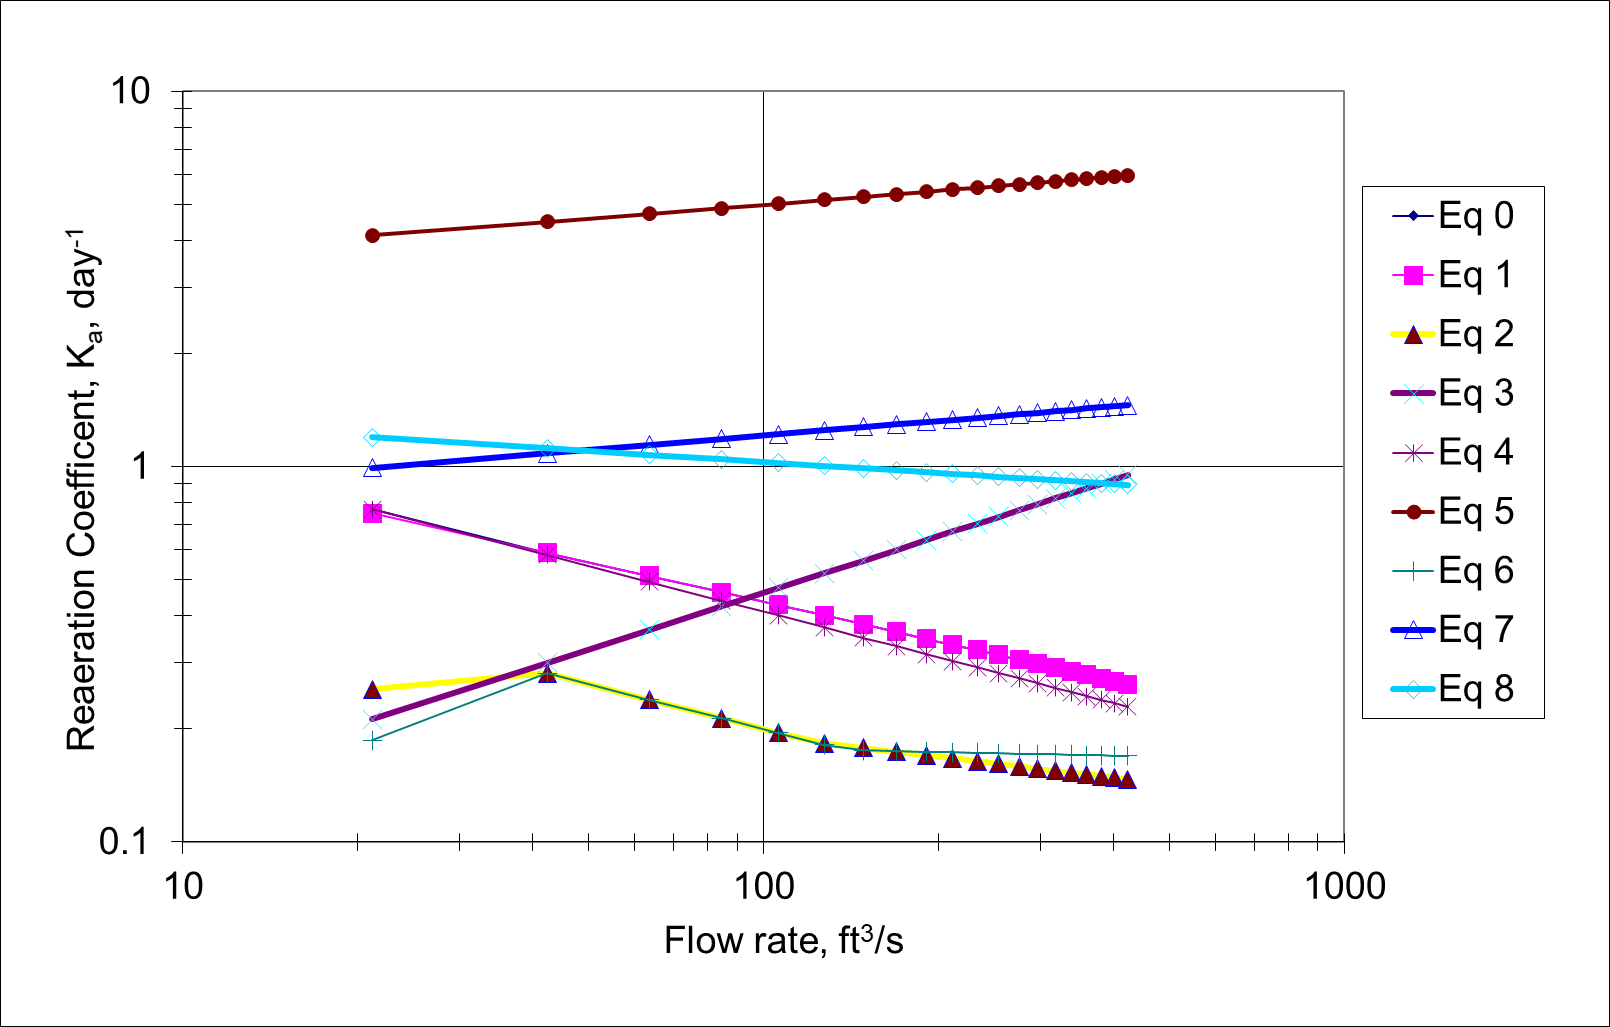 10
1
0.1
10
100
1000
Reaeration Coefficent, Ka, day-1
Flow rate, ft3/s
Eq 0
Eq 1
Eq 2
Eq 3
Eq 4
Eq 5
Eq 6
Eq 7
Eq 8